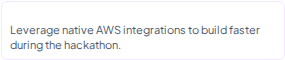 Leverage native AWS integrations to build faster
during the hackathon.